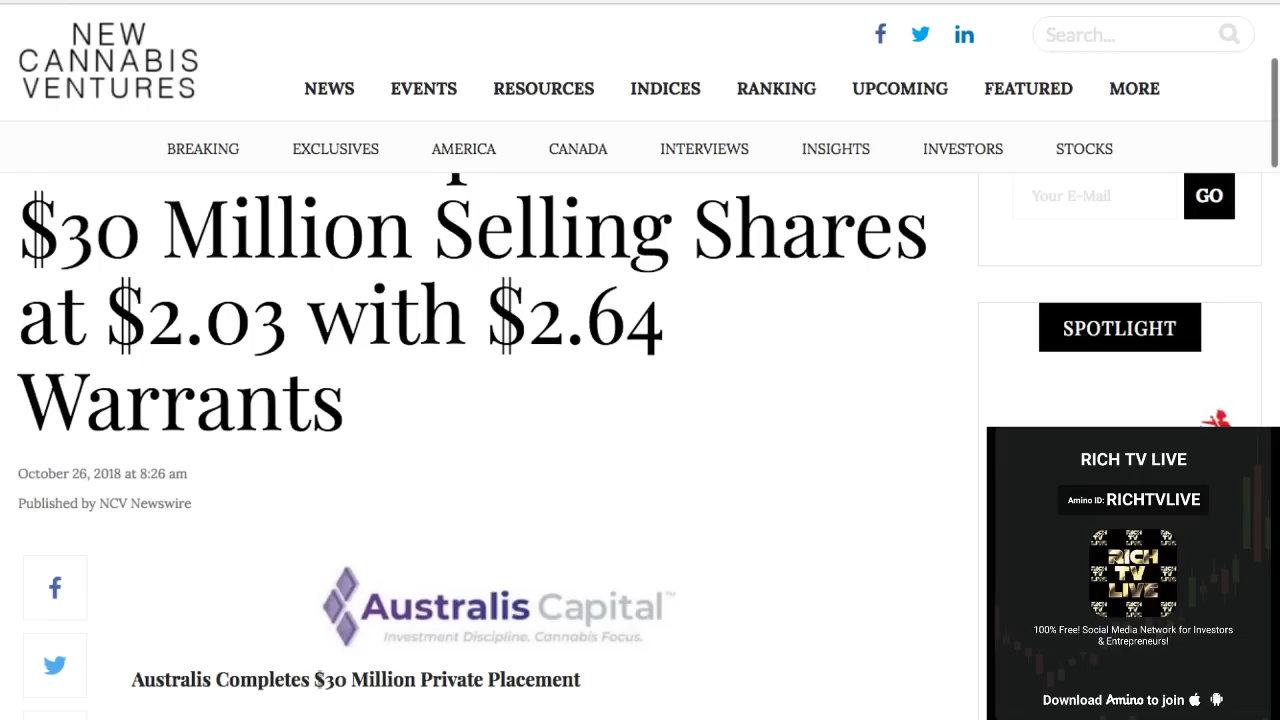 NEW
CANNABIS
VENTURES
Search...
NEWS EVENTS RESOURCES INDICES RANKING UPCOMING FEATURED MORE
BREAKING EXCLUSIVES AMERICA CANADA INTERVIEWS INSIGHTS INVESTORS STOCKS
$30 Million Selling Shares
at $2.03 with $2.64
Warrants
October 26, 2018 at 8:26 am
Published by NCV Newswire
Australis Capital™
Investment Discipline. Cannabis Focus.
Australis Completes $30 Million Private Placement
Your E-Mail GO
SPOTLIGHT
RICH TV LIVE
Amino ID: RICHTVLIVE
RICH
TV
LIVE
100% Free! Social Media Network for Investors
& Entrepreneurs!
Download Amino to join